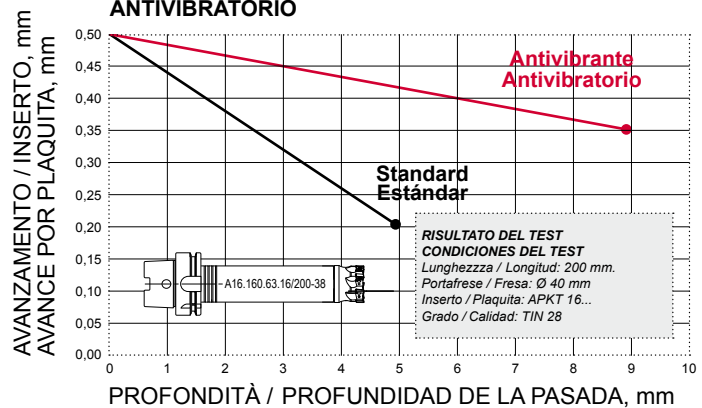 ANTIVIBRATORIO
AVANZAMENTO / INSERTO, mm
AVANCE POR PLAQUITA, mm
0,50
0,45
0,40
0,35
0,30
0,25
0,20
0,15
0,10
0,05
0,00
Antivibrante
Antivibratorio
Standard
Estándar
A16.160.63.16/200-38
RISULTATO DEL TEST
CONDICIONES DEL TEST
Lunghezzza / Longitud: 200 mm.
Portafrese / Fresa: Ø 40 mm
Inserto / Plaquita: APKT 16...
Grado / Calidad: TIN 28
0 1 2 3 4 5 6 7 8 9 10
PROFONDITÀ / PROFUNDIDAD DE LA PASADA, mm